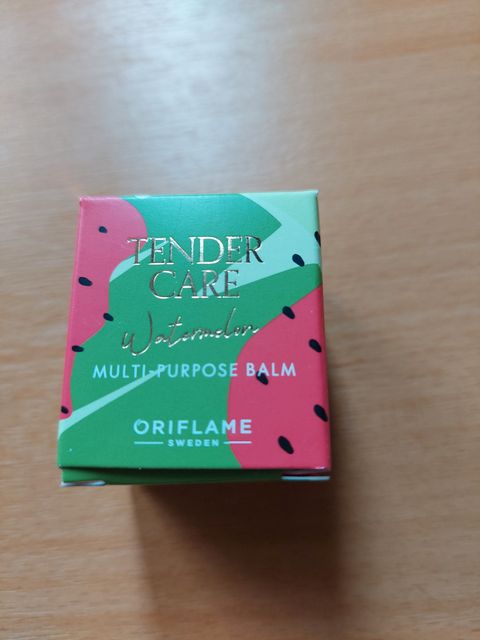 TENDER
CARE
Watermelon
MULTI-PURPOSE BALM
ORIFLAME
SWEDEN